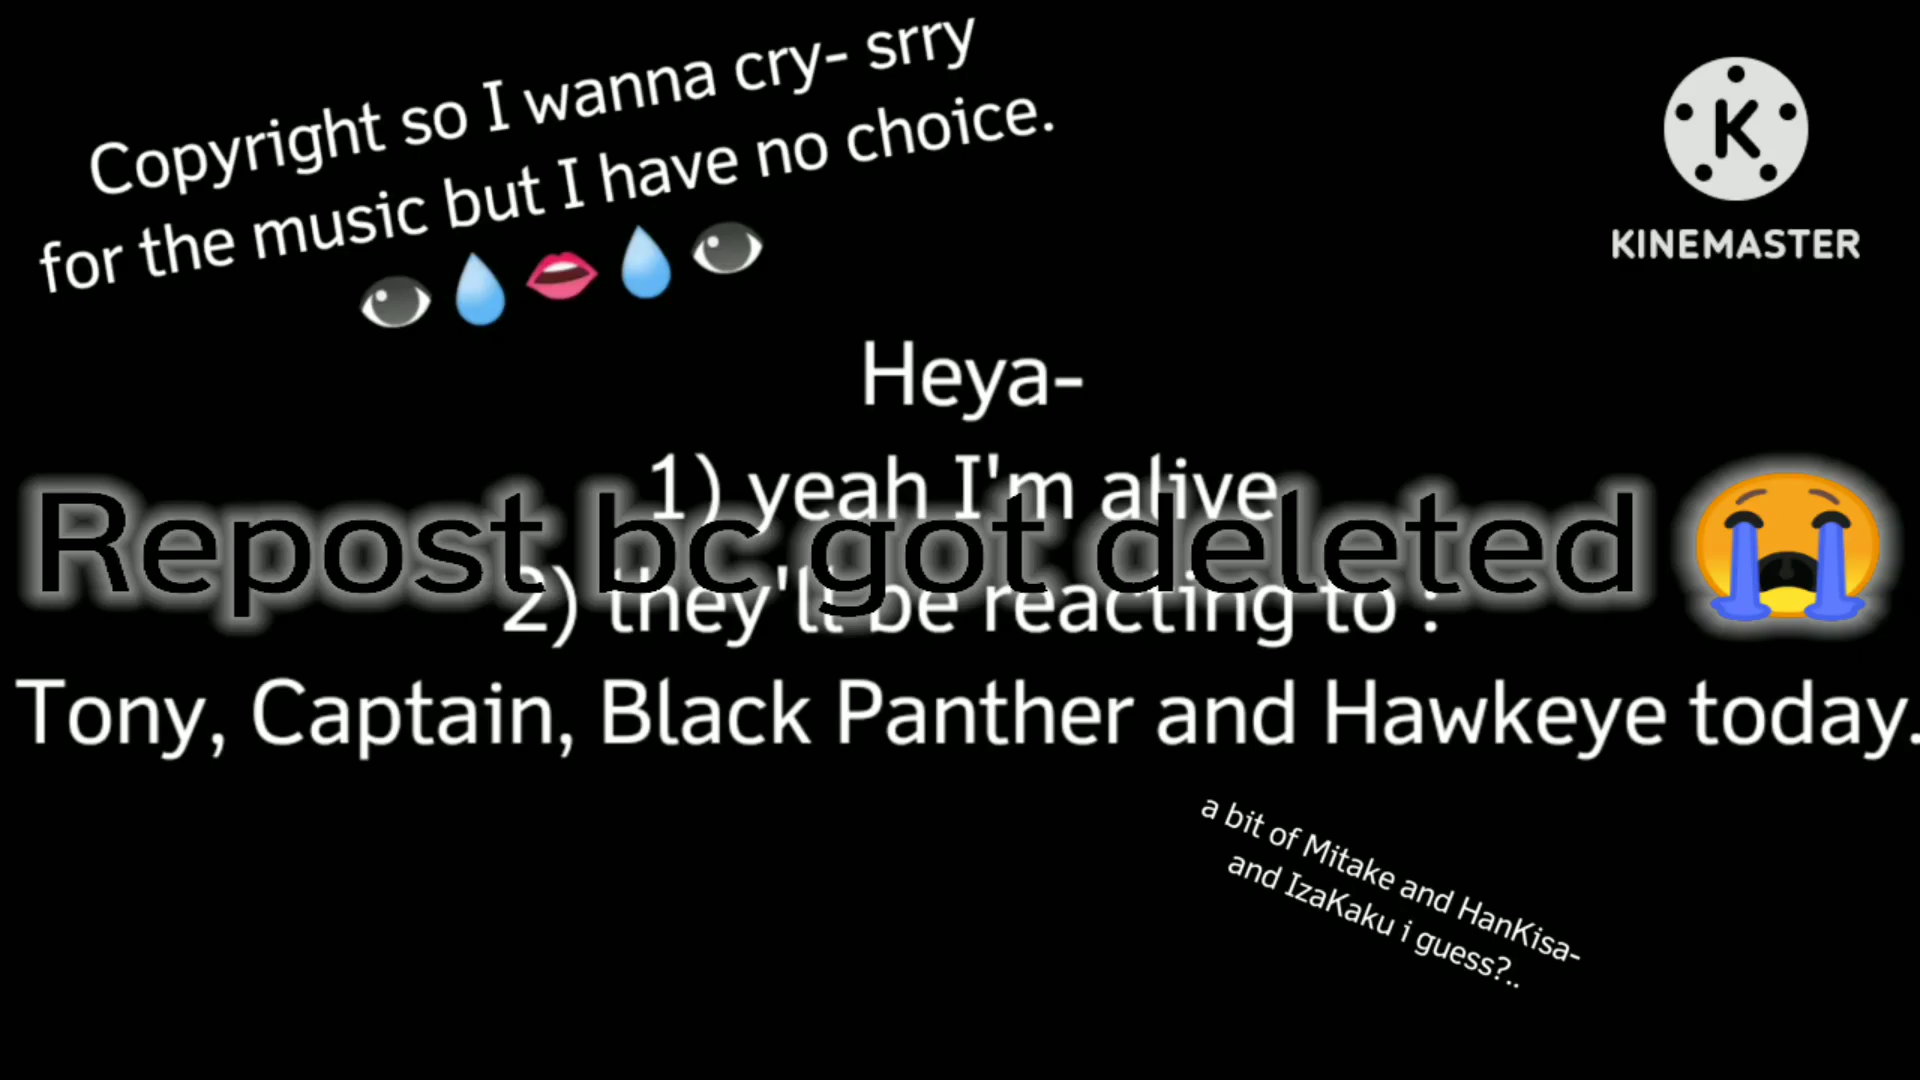 Copyright so I wanna cry- srry
for the music but I have no choice.
👁💧👄💧👁
K
KINEMASTER
Heya-
1) yeah I'm alive
Repost bc got deleted 😭
2) they'll be reacting to :
Tony, Captain, Black Panther and Hawkeye today.
a bit of Mitake and HanKisa-
and IzaKaku i guess?..